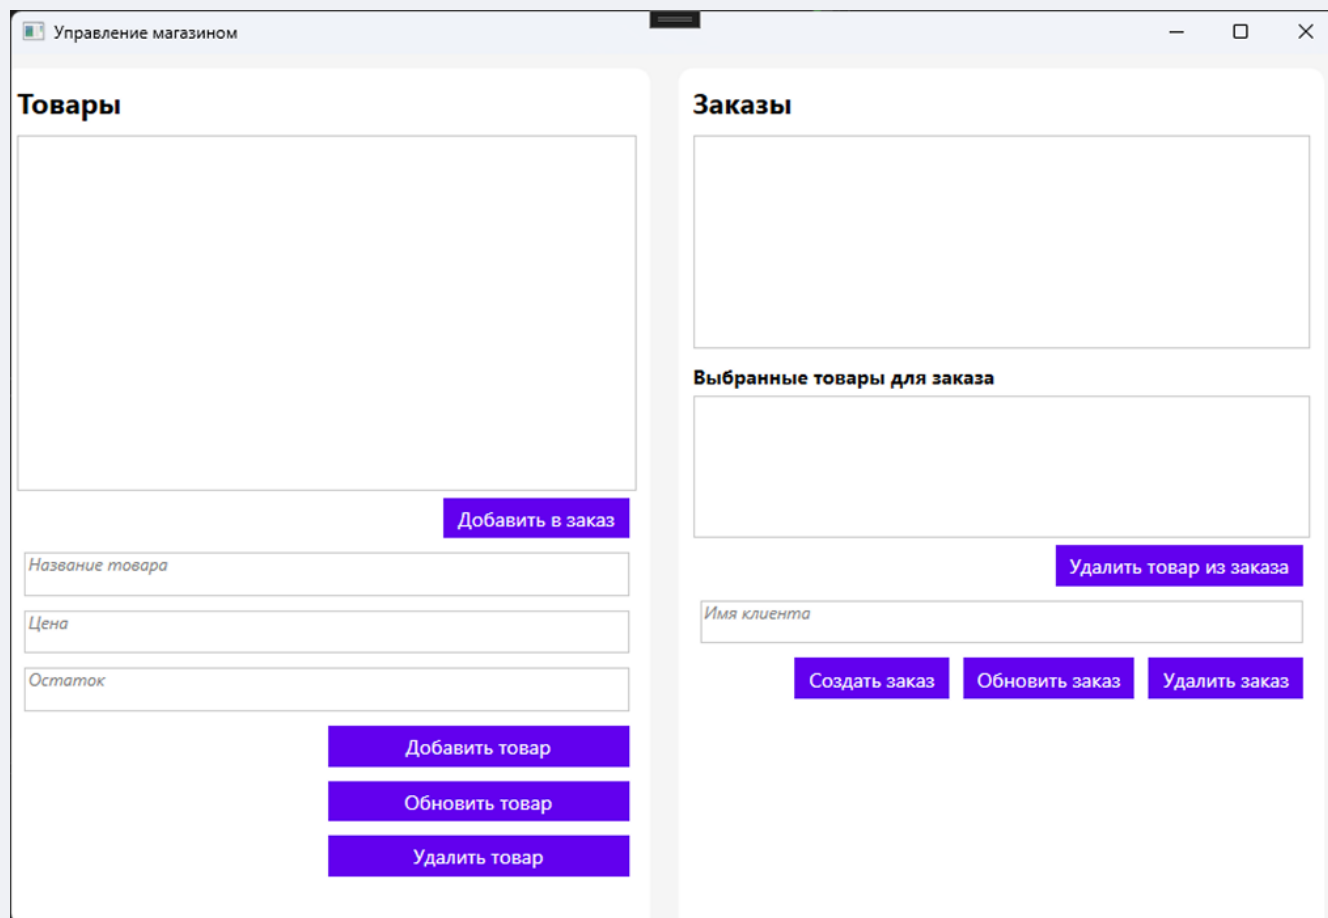 Управление магазином
Товары
Добавить в заказ
Название товара
Цена
Остаток
Добавить товар
Обновить товар
Удалить товар
Заказы
Выбранные товары для заказа
Удалить товар из заказа
Имя клиента
Создать заказ Обновить заказ Удалить заказ